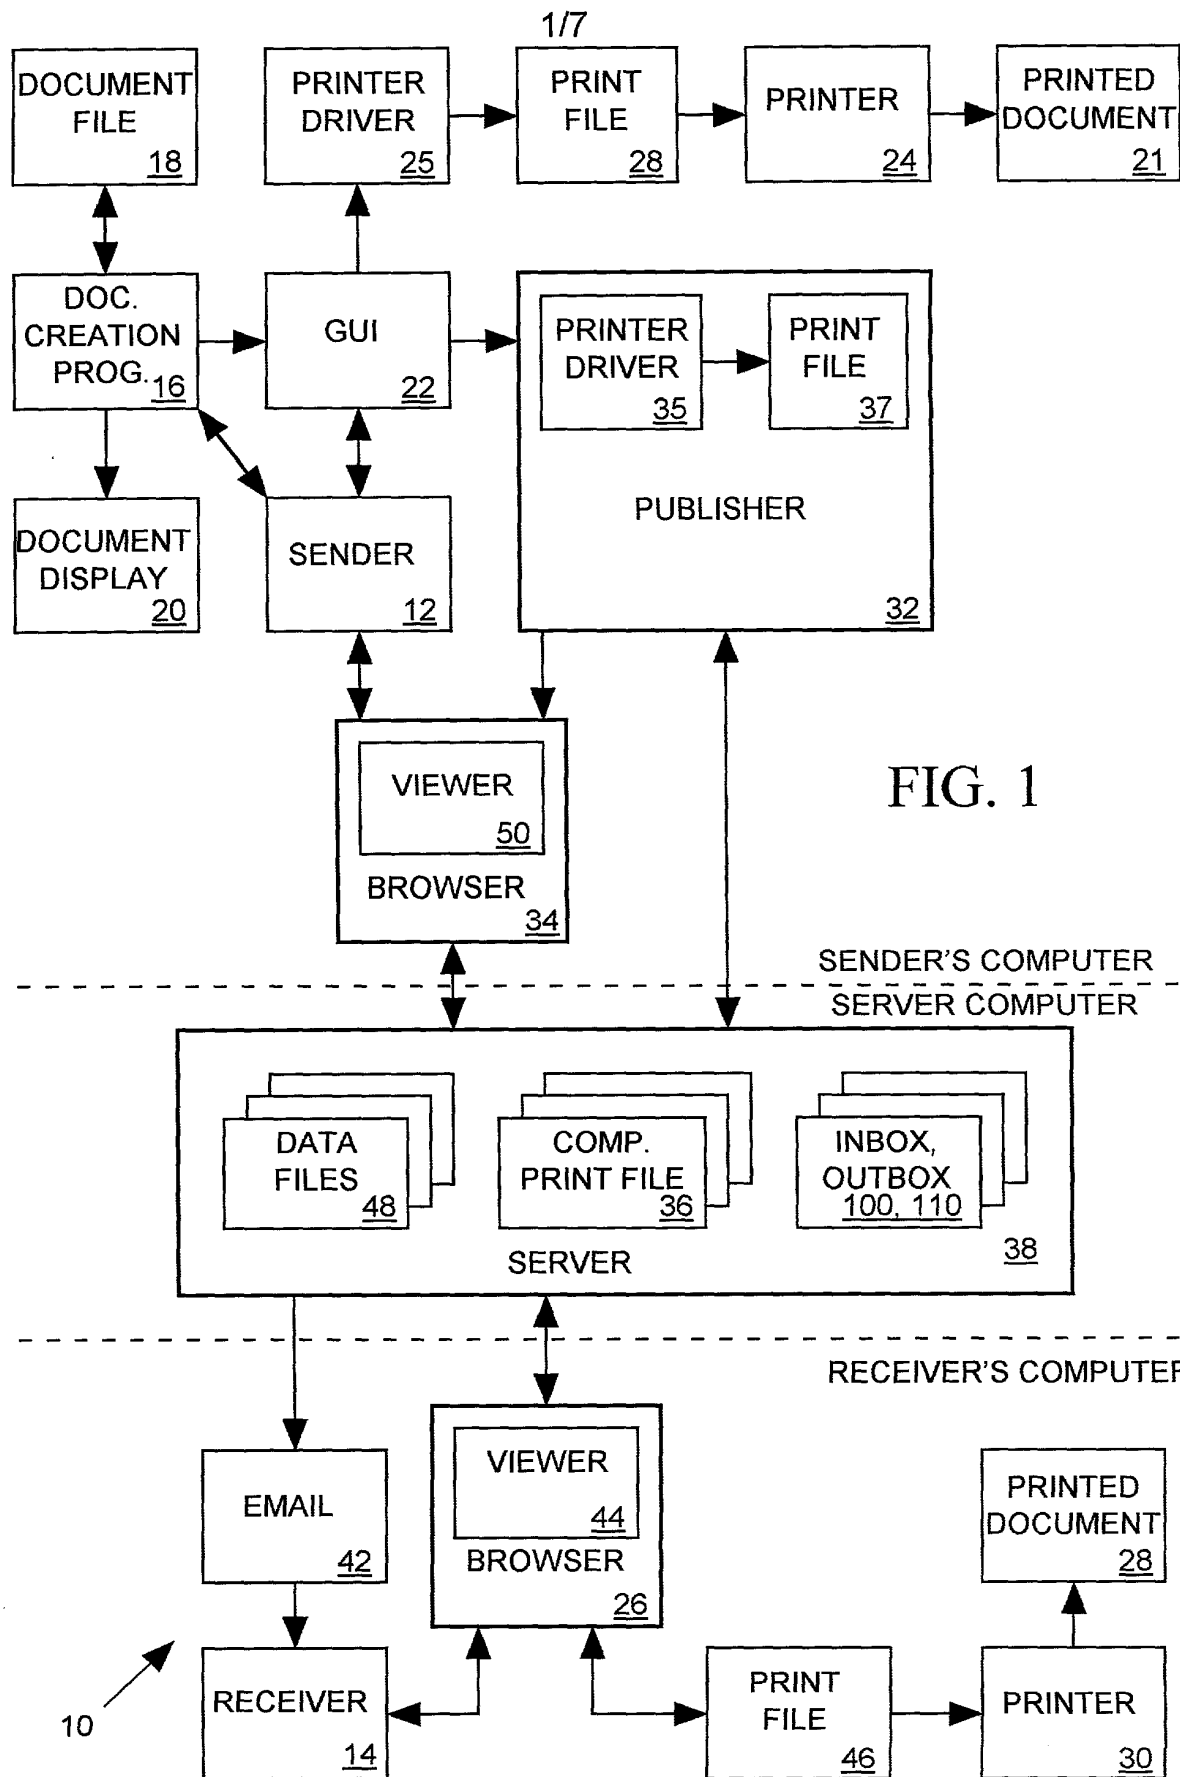 1/7
DOCUMENT
FILE
18
PRINTER
DRIVER
25
PRINT
FILE
28
PRINTER
24
PRINTED
DOCUMENT
21
DOC.
CREATION
PROG.
16
GUI
22
PRINTER
DRIVER
35
PRINT
FILE
37
PUBLISHER
32
DOCUMENT
DISPLAY
20
SENDER
12
VIEWER
50
BROWSER
34
FIG. 1
SENDER'S COMPUTER
SERVER COMPUTER
DATA
FILES
48
COMP.
PRINT FILE
36
INBOX,
OUTBOX
100, 110
SERVER
38
RECEIVER'S COMPUTER
EMAIL
42
VIEWER
44
BROWSER
26
PRINTED
DOCUMENT
28
10
RECEIVER
14
PRINT
FILE
46
PRINTER
30